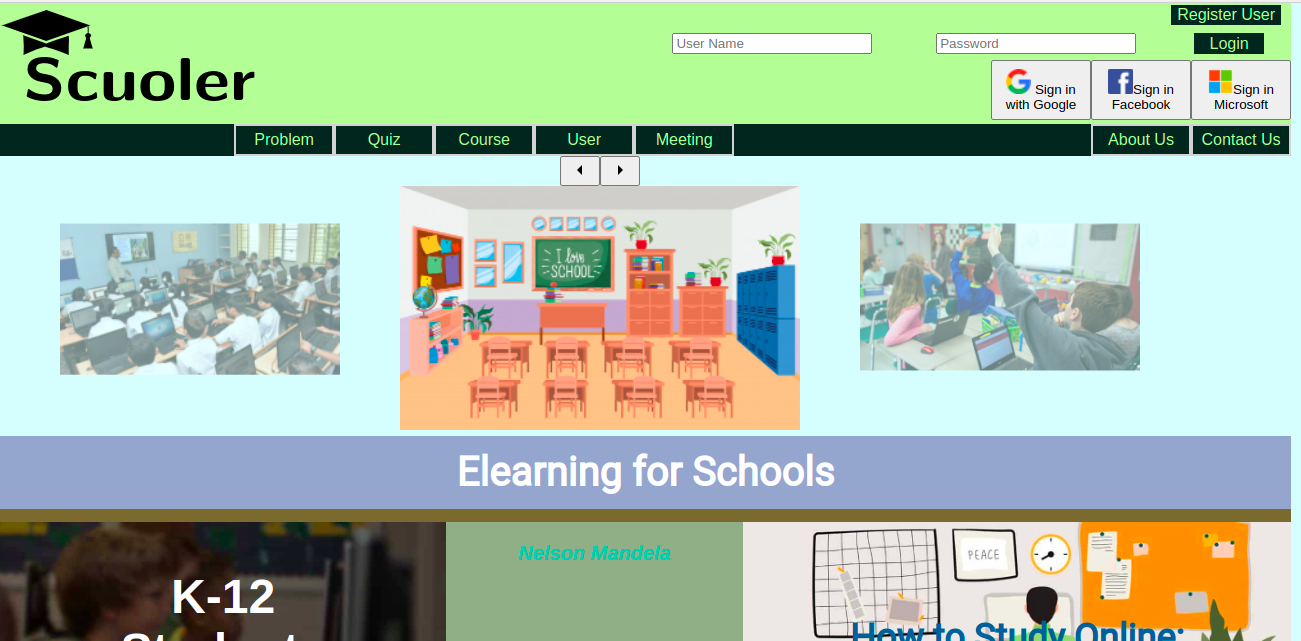 Register User
User Name
Password
Login
Scuoler
Sign in
with Google
Sign in
Facebook
Sign in
Microsoft
Problem
Quiz
Course
User
Meeting
About Us
Contact Us
I love
SCHOOL
Elearning for Schools
Nelson Mandela
PEACE
K-12
How to Study Online: